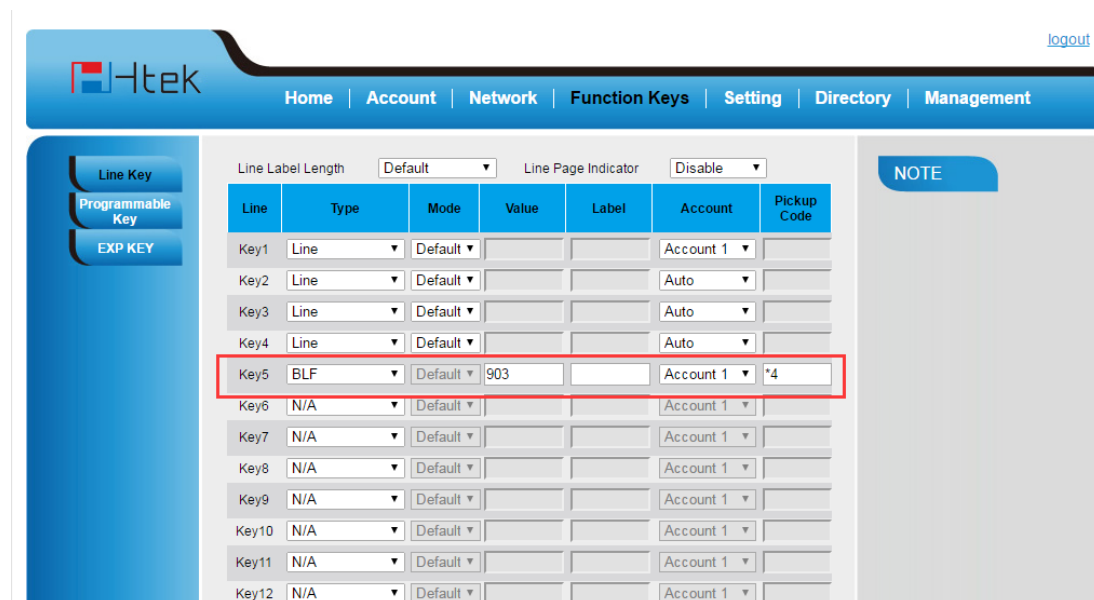 logout
Htek
Home | Account | Network | Function Keys | Setting | Directory | Management
Line Key
Programmable Key
EXP KEY
Line Label Length Default Line Page Indicator Disable
NOTE
Line Type Mode Value Label Account Pickup Code
Key1 Line Default Account 1
Key2 Line Default Auto
Key3 Line Default Auto
Key4 Line Default Auto
Key5 BLF Default 903 Account 1 *4
Key6 N/A Default Account 1
Key7 N/A Default Account 1
Key8 N/A Default Account 1
Key9 N/A Default Account 1
Key10 N/A Default Account 1
Key11 N/A Default Account 1
Key12 N/A Default Account 1